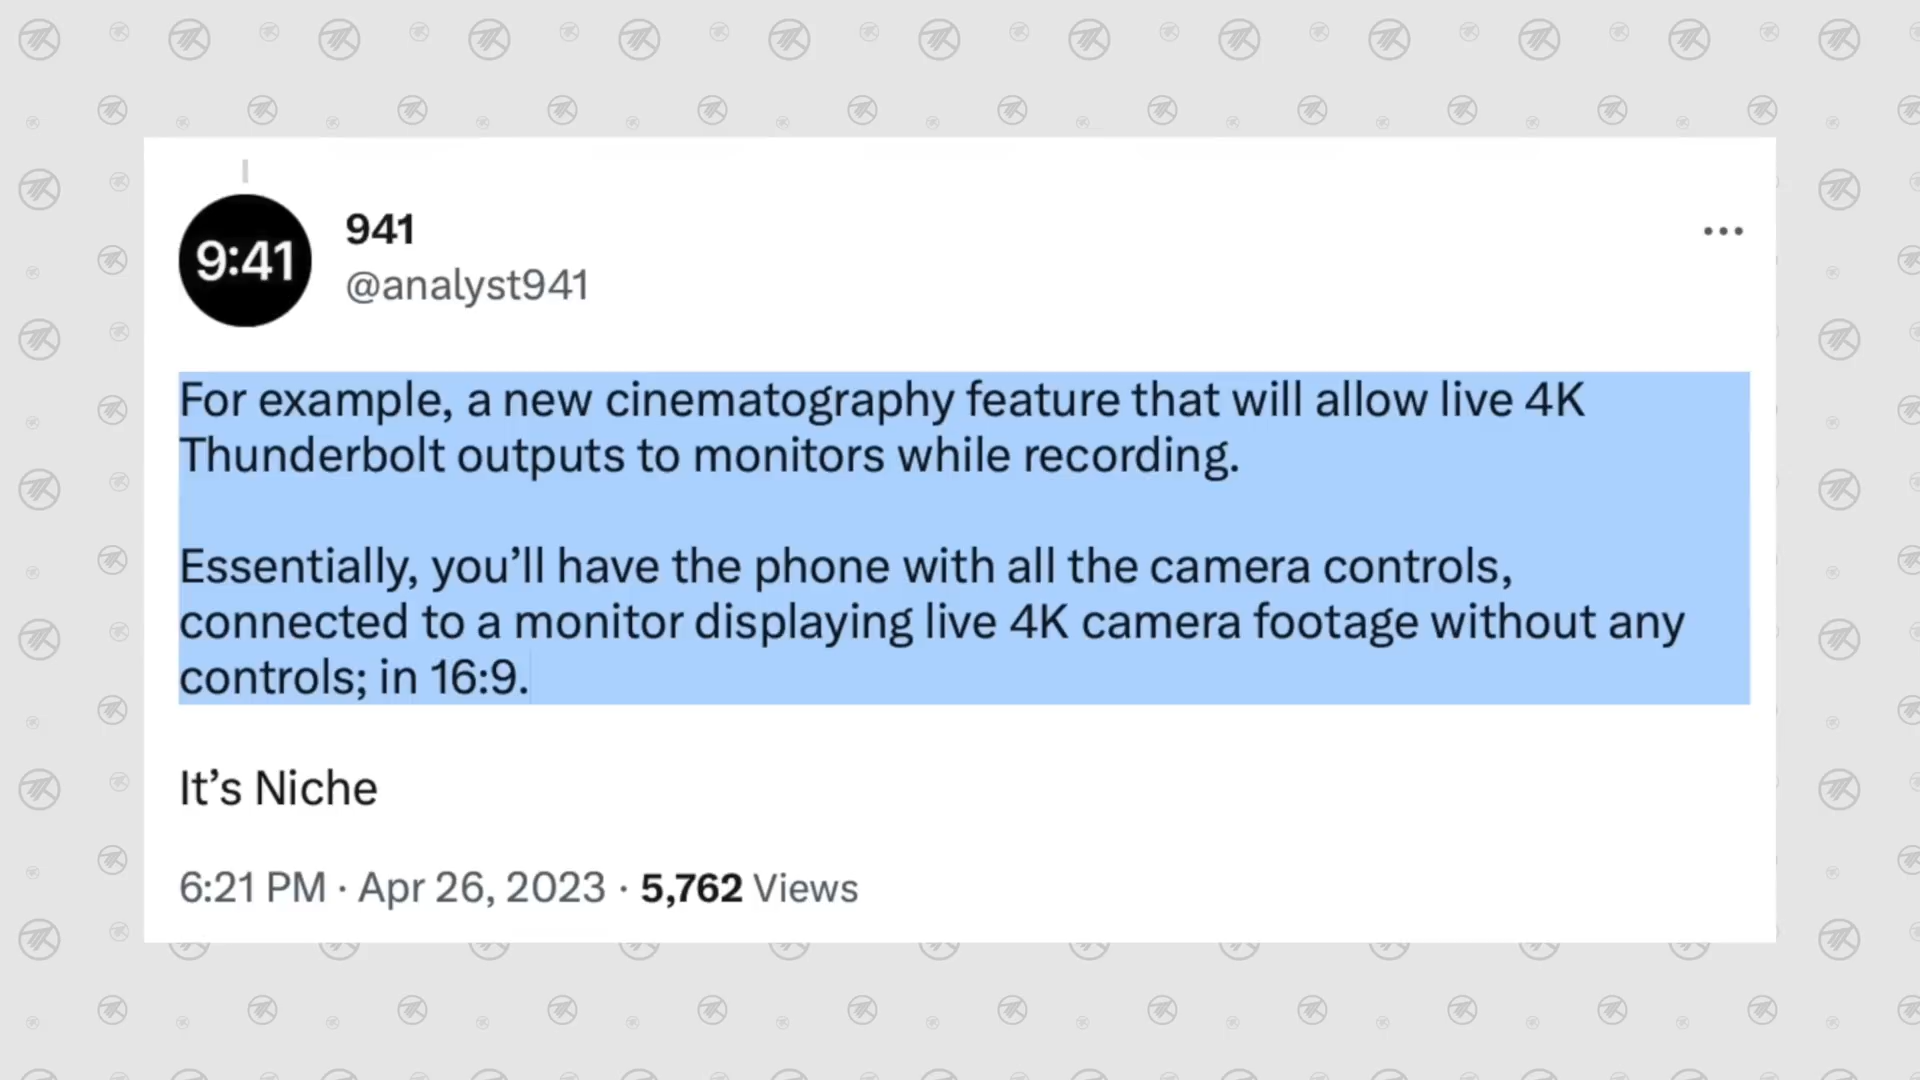 9:41
941
@analyst941
For example, a new cinematography feature that will allow live 4K
Thunderbolt outputs to monitors while recording.
Essentially, you’ll have the phone with all the camera controls,
connected to a monitor displaying live 4K camera footage without any
controls; in 16:9.
It’s Niche
6:21 PM · Apr 26, 2023 · 5,762 Views